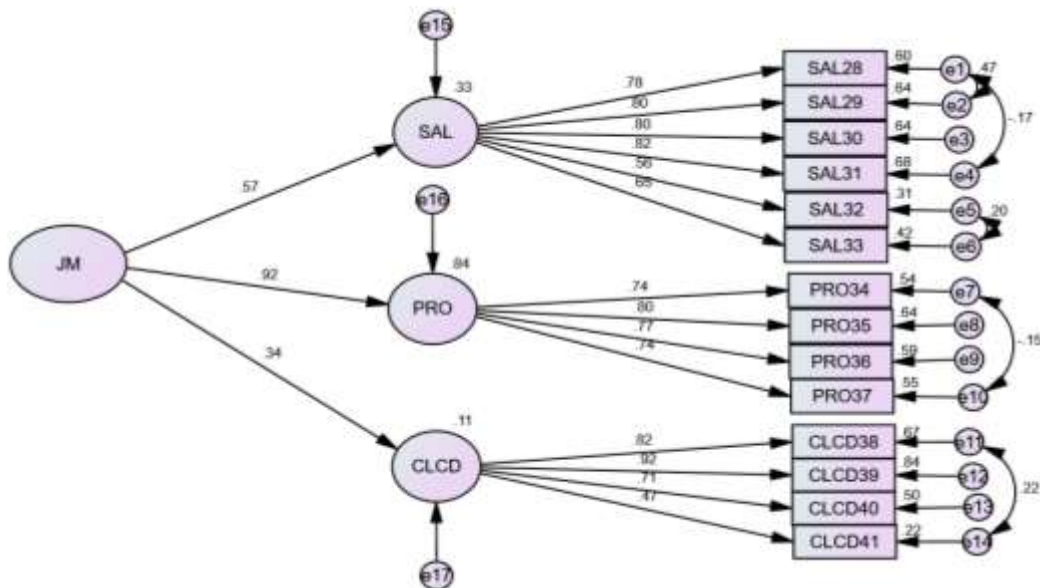 e15
.33
SAL
.57
e16
JM
.92
.84
PRO
.34
.11
CLCD
e17
.78
.80
.80
.82
.56
.65
SAL28
.60
e1
.47
SAL29
.64
e2
-.17
SAL30
.64
e3
SAL31
.68
e4
SAL32
.31
e5
.20
SAL33
.42
e6
.74
.80
.77
.74
PRO34
.54
e7
PRO35
.64
e8
-.15
PRO36
.59
e9
PRO37
.55
e10
.82
.92
.71
.47
CLCD38
.67
e11
CLCD39
.84
e12
.22
CLCD40
.50
e13
CLCD41
.22
e14